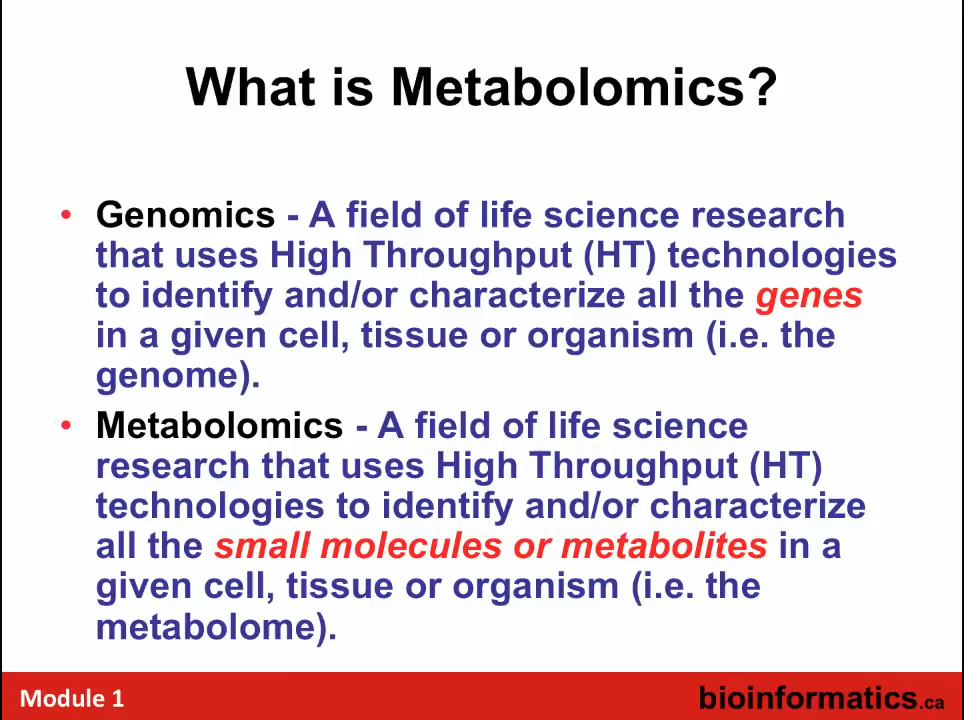 What is Metabolomics?
• Genomics - A field of life science research
that uses High Throughput (HT) technologies
to identify and/or characterize all the genes
in a given cell, tissue or organism (i.e. the
genome).
• Metabolomics - A field of life science
research that uses High Throughput (HT)
technologies to identify and/or characterize
all the small molecules or metabolites in a
given cell, tissue or organism (i.e. the
metabolome).
Module 1
bioinformatics.ca